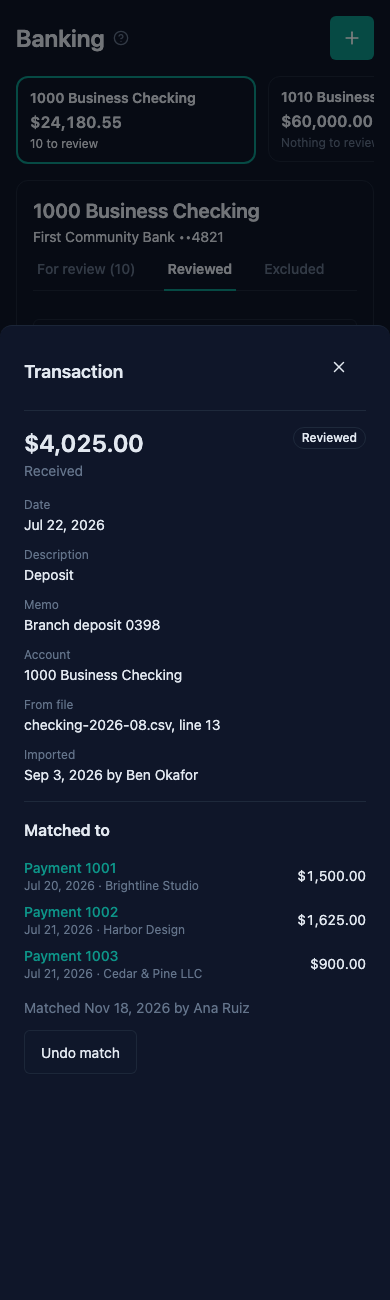 Banking
1000 Business Checking
$24,180.55
10 to review
1010 Business
$60,000.00
Nothing to review
1000 Business Checking
First Community Bank ••4821
For review (10)
Reviewed
Excluded
Transaction
$4,025.00
Reviewed
Received
Date
Jul 22, 2026
Description
Deposit
Memo
Branch deposit 0398
Account
1000 Business Checking
From file
checking-2026-08.csv, line 13
Imported
Sep 3, 2026 by Ben Okafor
Matched to
Payment 1001
$1,500.00
Jul 20, 2026 · Brightline Studio
Payment 1002
$1,625.00
Jul 21, 2026 · Harbor Design
Payment 1003
$900.00
Jul 21, 2026 · Cedar & Pine LLC
Matched Nov 18, 2026 by Ana Ruiz
Undo match